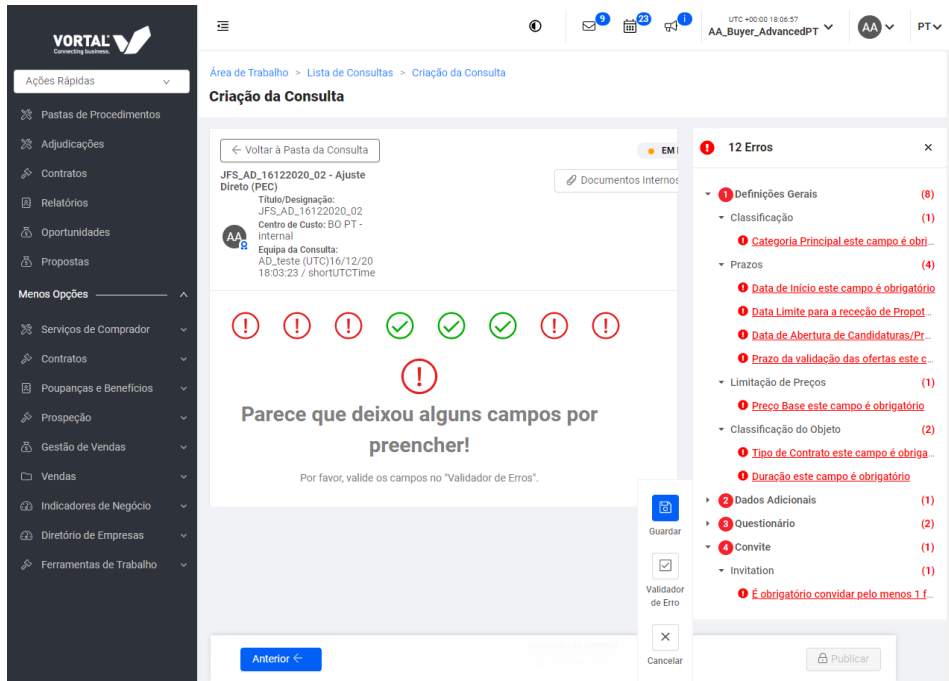 VORTAL
Connecting business.
9
23
UTC +00:00 18:06:57
AA_Buyer_AdvancedPT
AA
PT
Ações Rápidas
Pastas de Procedimentos
Adjudicações
Contratos
Relatórios
Oportunidades
Propostas
Menos Opções
Serviços de Comprador
Contratos
Poupanças e Benefícios
Prospeção
Gestão de Vendas
Vendas
Indicadores de Negócio
Diretório de Empresas
Ferramentas de Trabalho
Área de Trabalho > Lista de Consultas > Criação da Consulta
Criação da Consulta
Voltar à Pasta da Consulta
EM
JFS_AD_16122020_02 - Ajuste
Direto (PEC)
Documentos Internos
AA
Título/Designação:
JFS_AD_16122020_02
Centro de Custo: BO PT -
internal
Equipa da Consulta:
AD_teste (UTC)16/12/20
18:03:23 / shortUTCTime
Parece que deixou alguns campos por
preencher!
Por favor, valide os campos no "Validador de Erros".
Guardar
Validador
de Erro
Cancelar
Anterior
Publicar
12 Erros
1 Definições Gerais (8)
Classificação (1)
Categoria Principal este campo é obri...
Prazos (4)
Data de Início este campo é obrigatório
Data Limite para a receção de Propot...
Data de Abertura de Candidaturas/Pr...
Prazo da validação das ofertas este c...
Limitação de Preços (1)
Preço Base este campo é obrigatório
Classificação do Objeto (2)
Tipo de Contrato este campo é obriga...
Duração este campo é obrigatório
2 Dados Adicionais (1)
3 Questionário (2)
4 Convite (1)
Invitation (1)
É obrigatório convidar pelo menos 1 f...